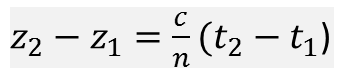 z₂ − z₁ = c/n (t₂ − t₁)